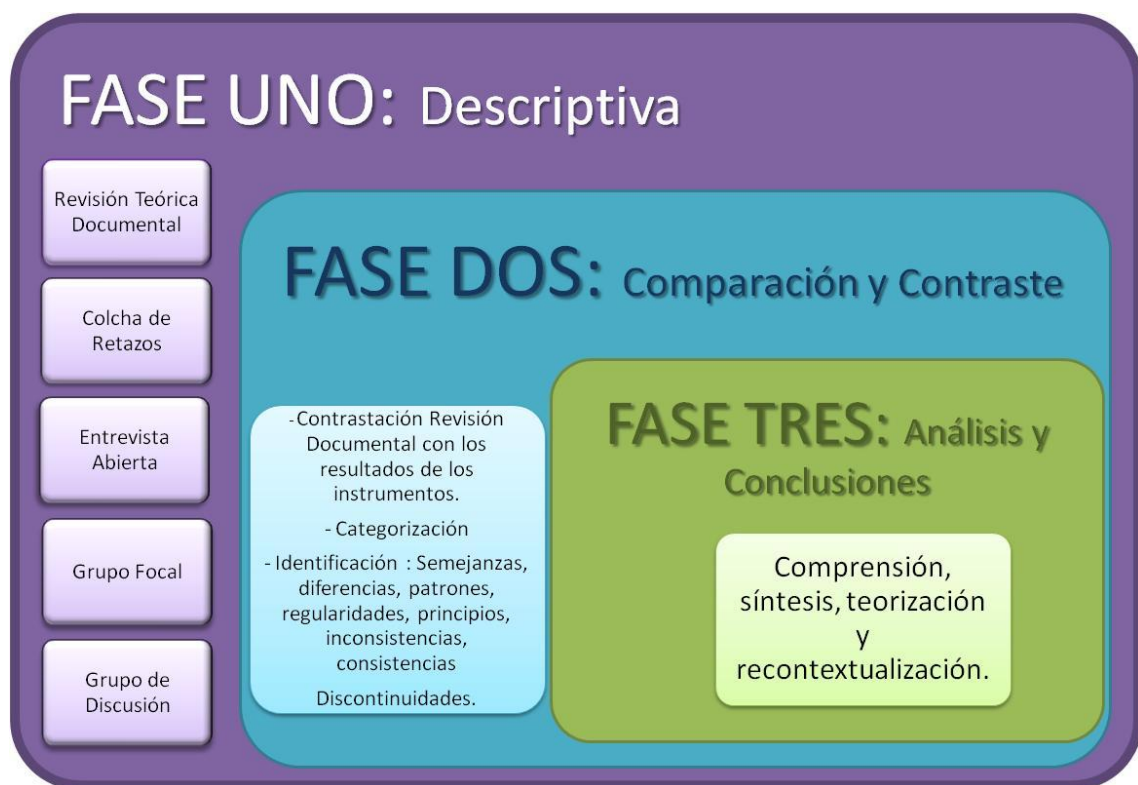 FASE UNO: Descriptiva
Revisión Teórica
Documental
Colcha de
Retazos
Entrevista
Abierta
Grupo Focal
Grupo de
Discusión
FASE DOS: Comparación y Contraste
-Contrastación Revisión
Documental con los
resultados de los
instrumentos.
- Categorización
- Identificación : Semejanzas,
diferencias, patrones,
regularidades, principios,
inconsistencias,
consistencias
Discontinuidades.
FASE TRES: Análisis y
Conclusiones
Comprensión,
síntesis, teorización
y
recontextualización.